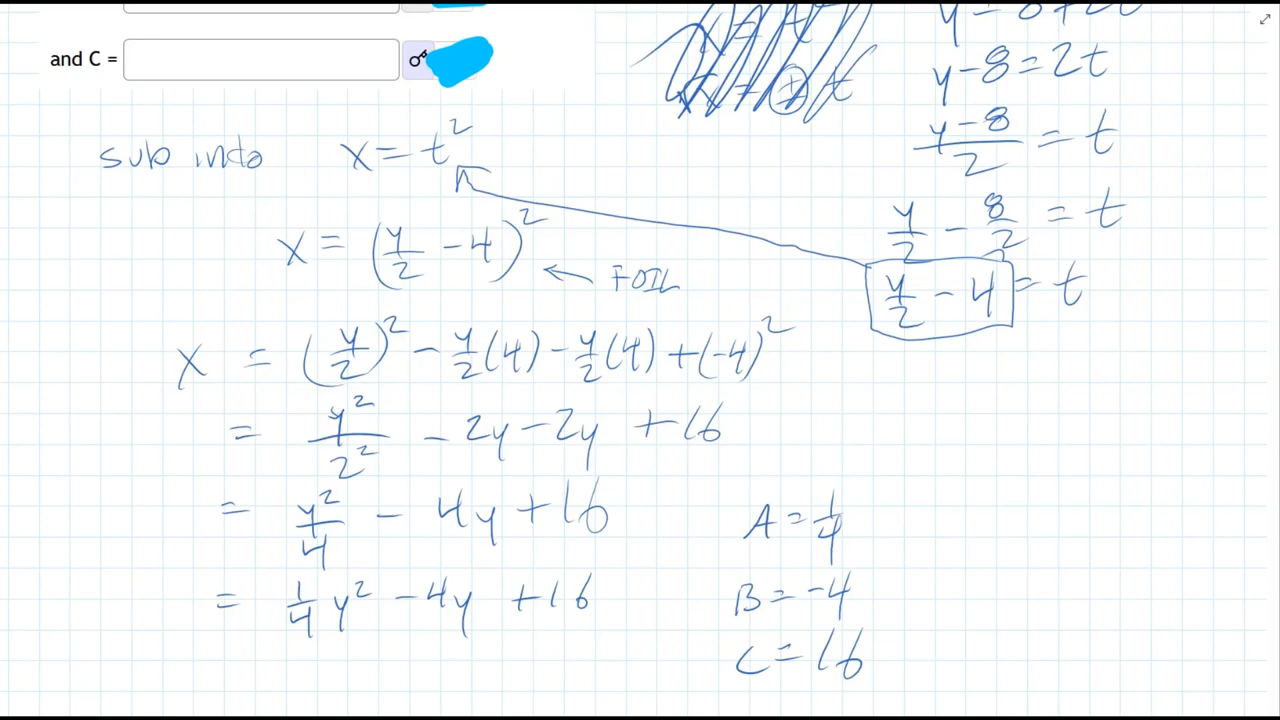 and C =
y = 8 + 2t
y - 8 = 2t
(y - 8)/2 = t
y/2 - 8/2 = t
y/2 - 4 = t
sub into x = t²
x = (y/2 - 4)² ← FOIL
x = (y/2)² - y/2(4) - y/2(4) + (-4)²
= y²/2² - 2y - 2y + 16
= y²/4 - 4y + 16
= 1/4 y² - 4y + 16
A = 1/4
B = -4
C = 16